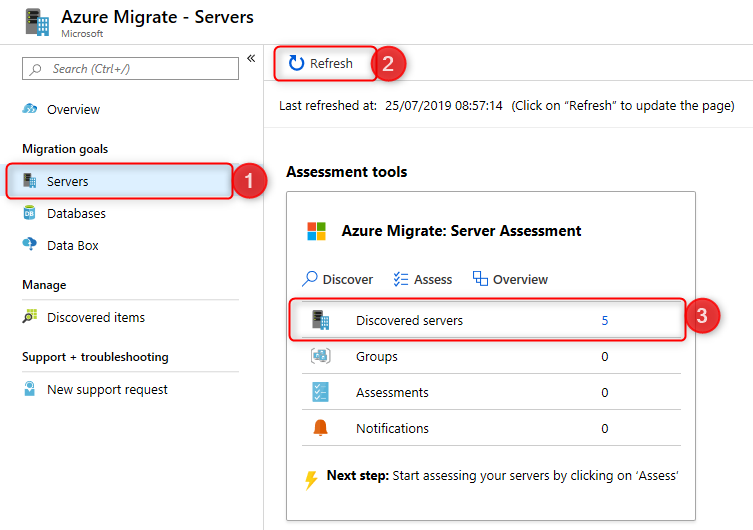 Azure Migrate - Servers
Microsoft
Search (Ctrl+/)
«
Overview
Migration goals
Servers
1
Databases
Data Box
Manage
Discovered items
Support + troubleshooting
New support request
Refresh
2
Last refreshed at: 25/07/2019 08:57:14 (Click on “Refresh” to update the page)
Assessment tools
Azure Migrate: Server Assessment
Discover Assess Overview
Discovered servers 5
3
Groups 0
Assessments 0
Notifications 0
Next step: Start assessing your servers by clicking on ‘Assess’